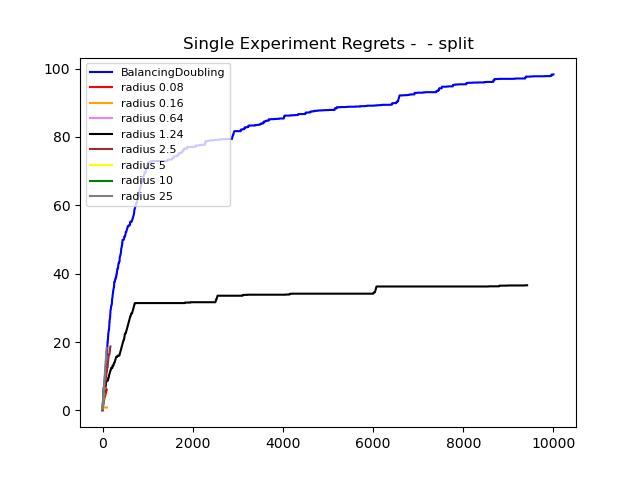 Single Experiment Regrets -  - split
100
80
60
40
20
0
BalancingDoubling
radius 0.08
radius 0.16
radius 0.64
radius 1.24
radius 2.5
radius 5
radius 10
radius 25
0 2000 4000 6000 8000 10000